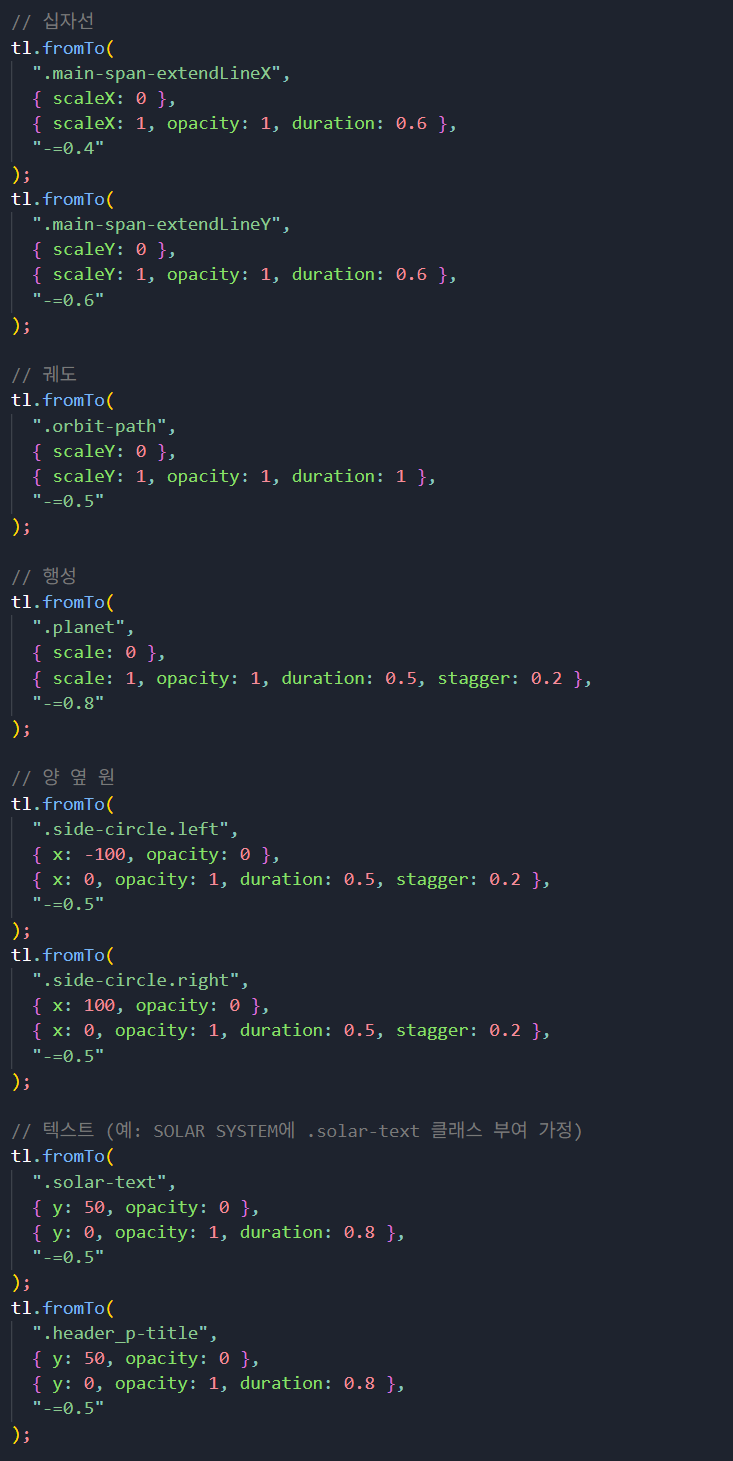 // 십자선
tl.fromTo(
  ".main-span-extendLineX",
  { scaleX: 0 },
  { scaleX: 1, opacity: 1, duration: 0.6 },
  "-=0.4"
);
tl.fromTo(
  ".main-span-extendLineY",
  { scaleY: 0 },
  { scaleY: 1, opacity: 1, duration: 0.6 },
  "-=0.6"
);

// 궤도
tl.fromTo(
  ".orbit-path",
  { scaleY: 0 },
  { scaleY: 1, opacity: 1, duration: 1 },
  "-=0.5"
);

// 행성
tl.fromTo(
  ".planet",
  { scale: 0 },
  { scale: 1, opacity: 1, duration: 0.5, stagger: 0.2 },
  "-=0.8"
);

// 양 옆 원
tl.fromTo(
  ".side-circle.left",
  { x: -100, opacity: 0 },
  { x: 0, opacity: 1, duration: 0.5, stagger: 0.2 },
  "-=0.5"
);
tl.fromTo(
  ".side-circle.right",
  { x: 100, opacity: 0 },
  { x: 0, opacity: 1, duration: 0.5, stagger: 0.2 },
  "-=0.5"
);

// 텍스트 (예: SOLAR SYSTEM에 .solar-text 클래스 부여 가정)
tl.fromTo(
  ".solar-text",
  { y: 50, opacity: 0 },
  { y: 0, opacity: 1, duration: 0.8 },
  "-=0.5"
);
tl.fromTo(
  ".header_p-title",
  { y: 50, opacity: 0 },
  { y: 0, opacity: 1, duration: 0.8 },
  "-=0.5"
);